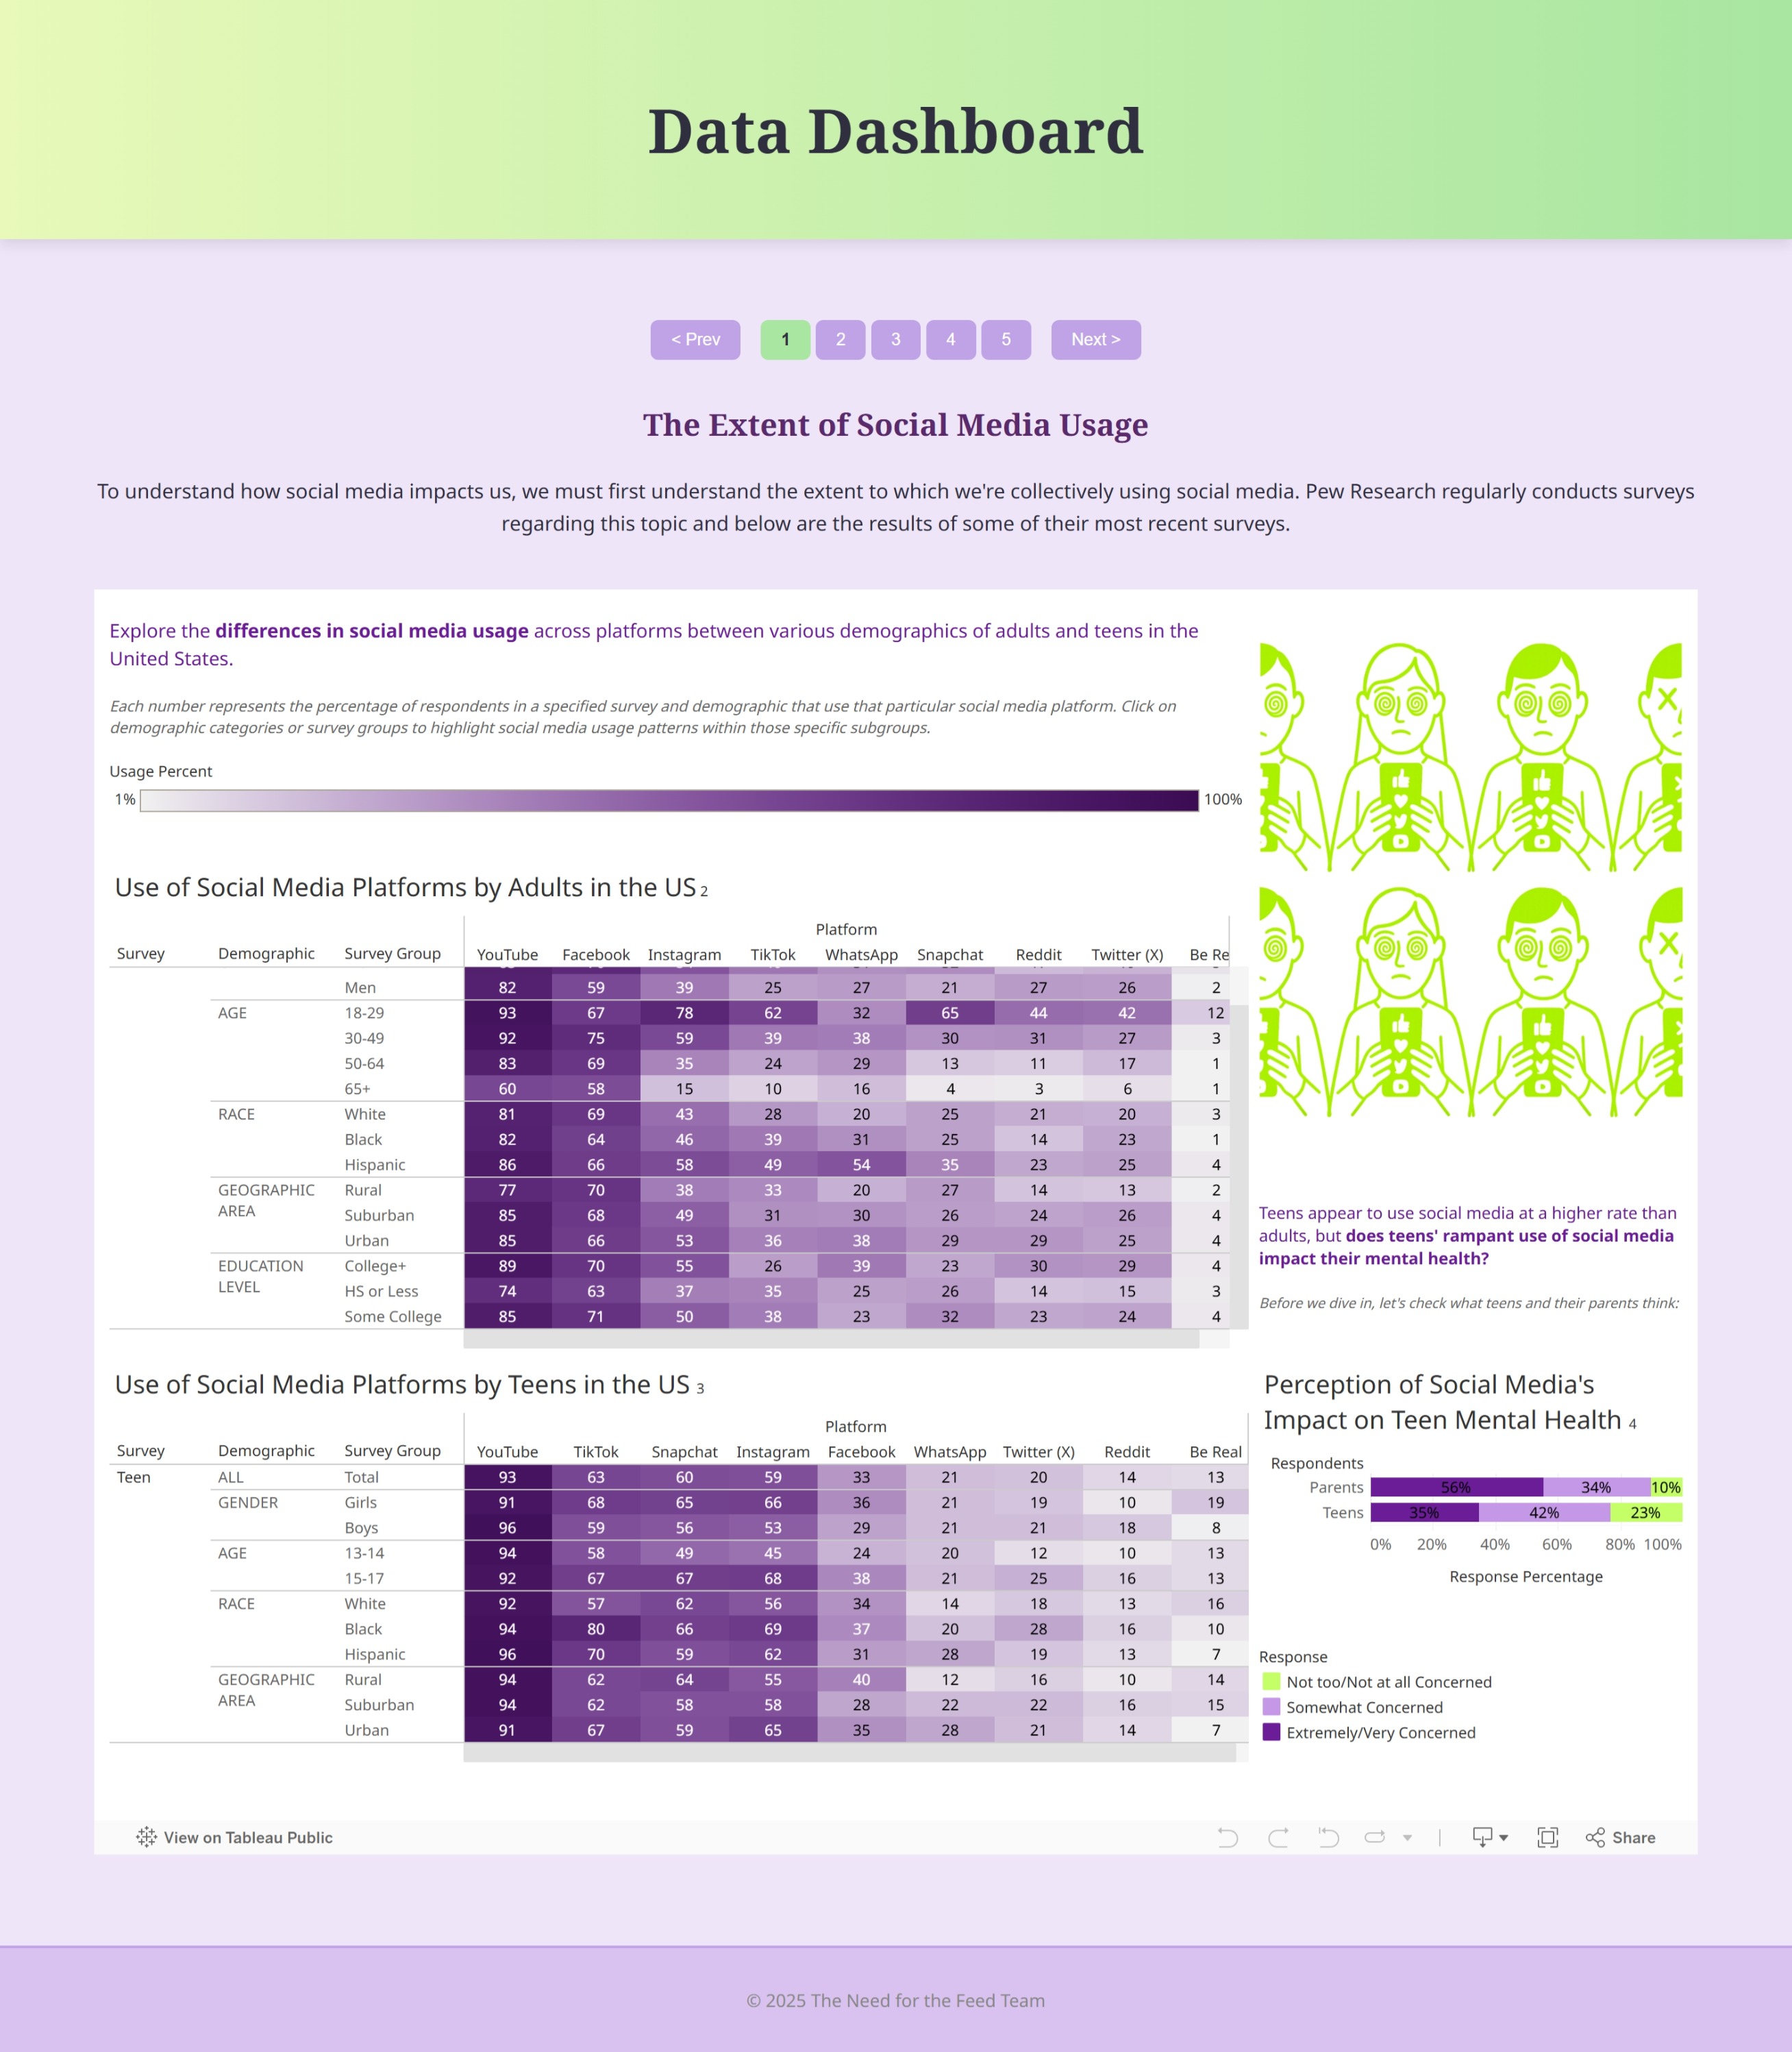 Data Dashboard
< Prev 1 2 3 4 5 Next >
The Extent of Social Media Usage
To understand how social media impacts us, we must first understand the extent to which we're collectively using social media. Pew Research regularly conducts surveys
regarding this topic and below are the results of some of their most recent surveys.
Explore the differences in social media usage across platforms between various demographics of adults and teens in the
United States.
Each number represents the percentage of respondents in a specified survey and demographic that use that particular social media platform. Click on
demographic categories or survey groups to highlight social media usage patterns within those specific subgroups.
Usage Percent
1% 100%
Use of Social Media Platforms by Adults in the US 2
Platform
Survey Demographic Survey Group YouTube Facebook Instagram TikTok WhatsApp Snapchat Reddit Twitter (X) Be Re
Men 82 59 39 25 27 21 27 26 2
AGE 18-29 93 67 78 62 32 65 44 42 12
30-49 92 75 59 39 38 30 31 27 3
50-64 83 69 35 24 29 13 11 17 1
65+ 60 58 15 10 16 4 3 6 1
RACE White 81 69 43 28 20 25 21 20 3
Black 82 64 46 39 31 25 14 23 1
Hispanic 86 66 58 49 54 35 23 25 4
GEOGRAPHIC Rural 77 70 38 33 20 27 14 13 2
AREA Suburban 85 68 49 31 30 26 24 26 4
Urban 85 66 53 36 38 29 29 25 4
EDUCATION College+ 89 70 55 26 39 23 30 29 4
LEVEL HS or Less 74 63 37 35 25 26 14 15 3
Some College 85 71 50 38 23 32 23 24 4
Teens appear to use social media at a higher rate than
adults, but does teens' rampant use of social media
impact their mental health?
Before we dive in, let's check what teens and their parents think:
Use of Social Media Platforms by Teens in the US 3
Platform
Survey Demographic Survey Group YouTube TikTok Snapchat Instagram Facebook WhatsApp Twitter (X) Reddit Be Real
Teen ALL Total 93 63 60 59 33 21 20 14 13
GENDER Girls 91 68 65 66 36 21 19 10 19
Boys 96 59 56 53 29 21 21 18 8
AGE 13-14 94 58 49 45 24 20 12 10 13
15-17 92 67 67 68 38 21 25 16 13
RACE White 92 57 62 56 34 14 18 13 16
Black 94 80 66 69 37 20 28 16 10
Hispanic 96 70 59 62 31 28 19 13 7
GEOGRAPHIC Rural 94 62 64 55 40 12 16 10 14
AREA Suburban 94 62 58 58 28 22 22 16 15
Urban 91 67 59 65 35 28 21 14 7
Perception of Social Media's
Impact on Teen Mental Health 4
Respondents
Parents 56% 34% 10%
Teens 35% 42% 23%
0% 20% 40% 60% 80% 100%
Response Percentage
Response
Not too/Not at all Concerned
Somewhat Concerned
Extremely/Very Concerned
View on Tableau Public Share
© 2025 The Need for the Feed Team